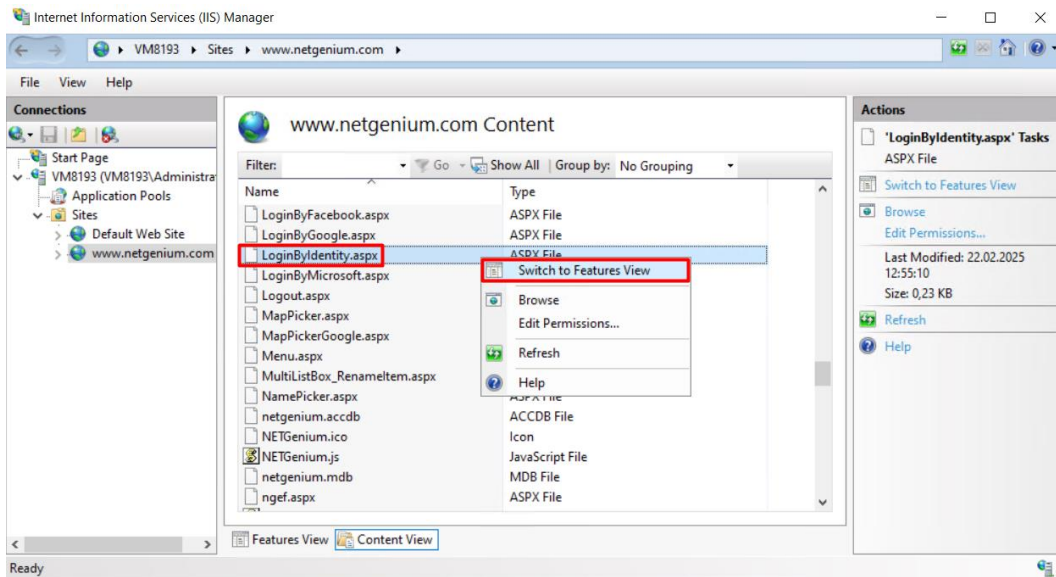 Internet Information Services (IIS) Manager
VM8193 Sites www.netgenium.com
File View Help
Connections
Start Page
VM8193 (VM8193\Administra
Application Pools
Sites
Default Web Site
www.netgenium.com
www.netgenium.com Content
Filter: Go Show All Group by: No Grouping
Name Type
LoginByFacebook.aspx ASPX File
LoginByGoogle.aspx ASPX File
LoginByIdentity.aspx ASPX File
LoginByMicrosoft.aspx
Logout.aspx
MapPicker.aspx
MapPickerGoogle.aspx
Menu.aspx
MultiListBox_RenameItem.aspx
NamePicker.aspx ASPX File
netgenium.accdb ACCDB File
NETGenium.ico Icon
NETGenium.js JavaScript File
netgenium.mdb MDB File
ngef.aspx ASPX File
Switch to Features View
Browse
Edit Permissions...
Refresh
Help
Features View Content View
Actions
'LoginByIdentity.aspx' Tasks
ASPX File
Switch to Features View
Browse
Edit Permissions...
Last Modified: 22.02.2025
12:55:10
Size: 0,23 KB
Refresh
Help
Ready